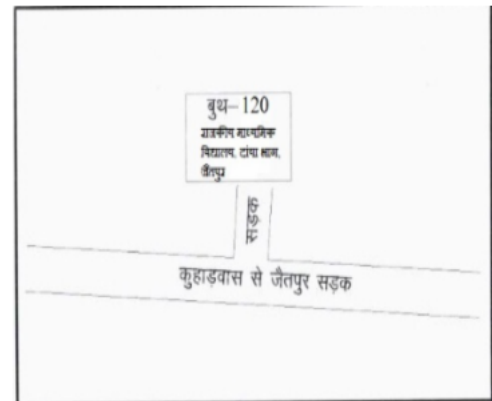 बुथ–120
राजकीय माध्यमिक
विद्यालय, दांया भाग,
जैतपुर
सड़क
कुहाड़वास से जैतपुर सड़क